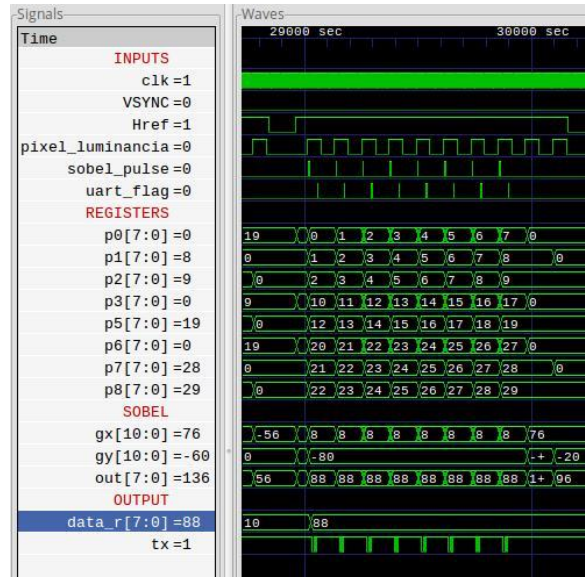 Signals
Waves
Time
29000 sec 30000 sec
INPUTS
clk=1
VSYNC=0
Href=1
pixel_luminancia=0
sobel_pulse=0
uart_flag=0
REGISTERS
p0[7:0]=0 19 0 1 2 3 4 5 6 7 0
p1[7:0]=8 0 1 2 3 4 5 6 7 8 0
p2[7:0]=9 0 2 3 4 5 6 7 8 9
p3[7:0]=0 9 10 11 12 13 14 15 16 17 0
p5[7:0]=19 0 12 13 14 15 16 17 18 19
p6[7:0]=0 19 20 21 22 23 24 25 26 27 0
p7[7:0]=28 0 21 22 23 24 25 26 27 28 0
p8[7:0]=29 0 22 23 24 25 26 27 28 29
SOBEL
gx[10:0]=76 -56 8 8 8 8 8 8 8 8 76
gy[10:0]=-60 0 -80 -+ -20
out[7:0]=136 56 88 88 88 88 88 88 88 88 1+ 96
OUTPUT
data_r[7:0]=88 10 88
tx=1